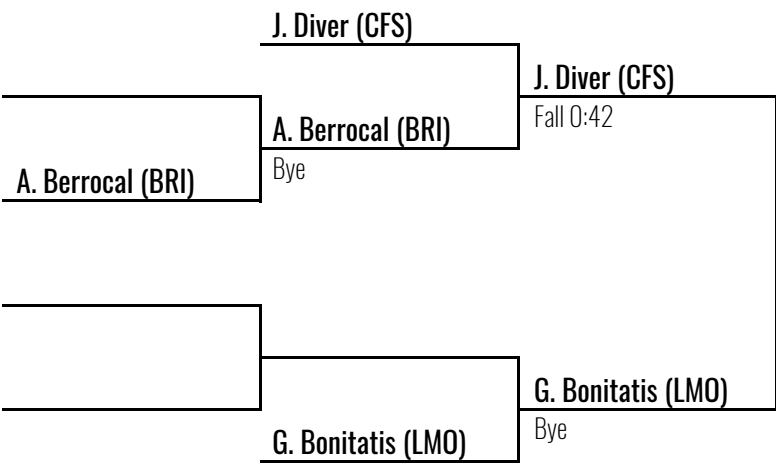 J. Diver (CFS)
J. Diver (CFS)
Fall 0:42
A. Berrocal (BRI)
Bye
A. Berrocal (BRI)
G. Bonitatis (LMO)
Bye
G. Bonitatis (LMO)